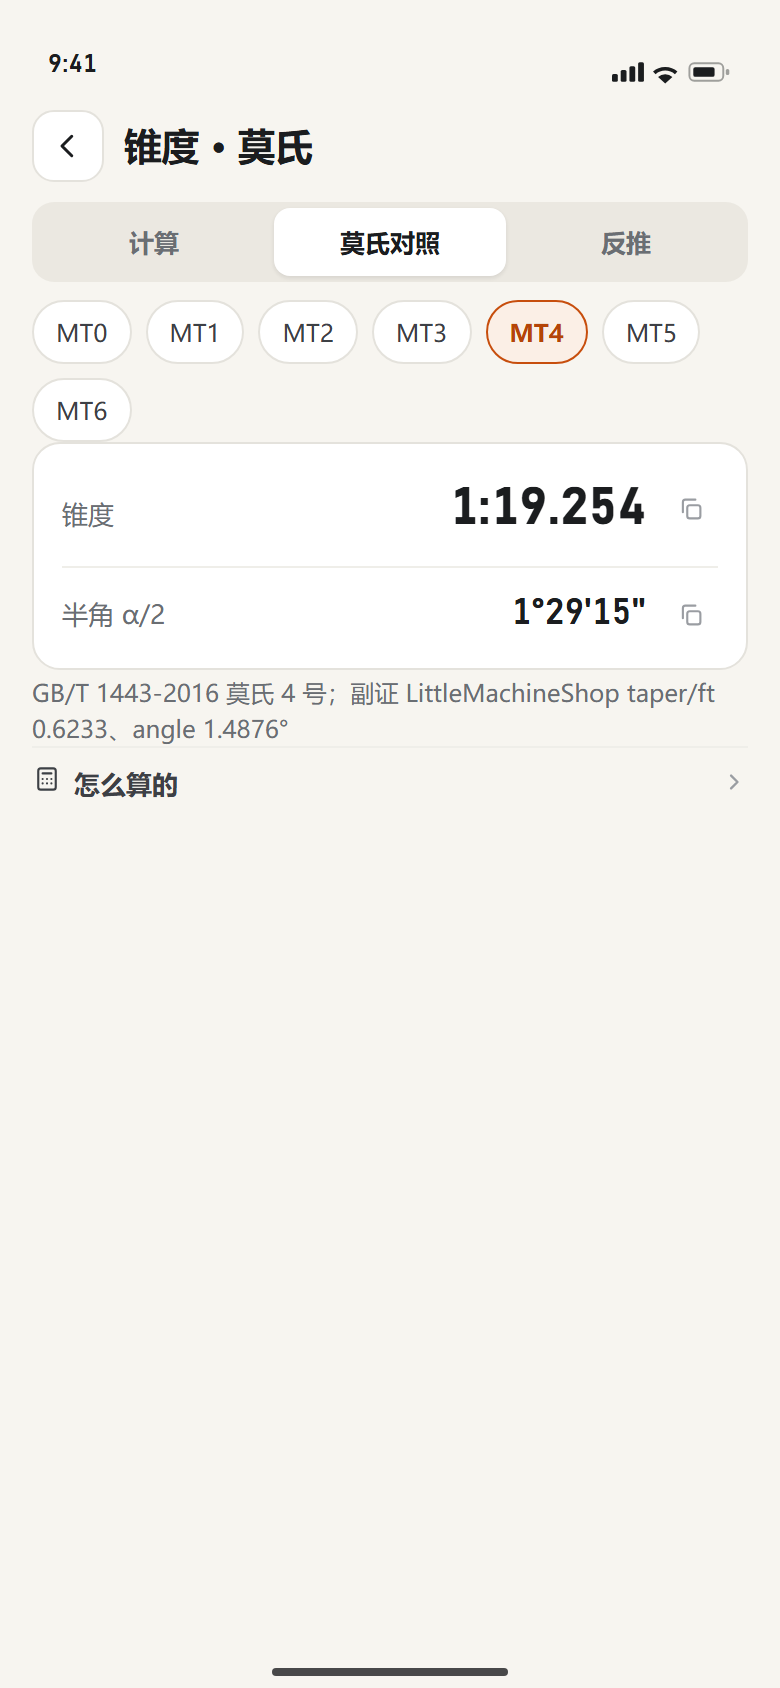 9:41
锥度·莫氏
计算
莫氏对照
反推
MT0
MT1
MT2
MT3
MT4
MT5
MT6
锥度
1:19.254
半角 α/2
1°29'15"
GB/T 1443-2016 莫氏 4 号；副证 LittleMachineShop taper/ft
0.6233、angle 1.4876°
怎么算的